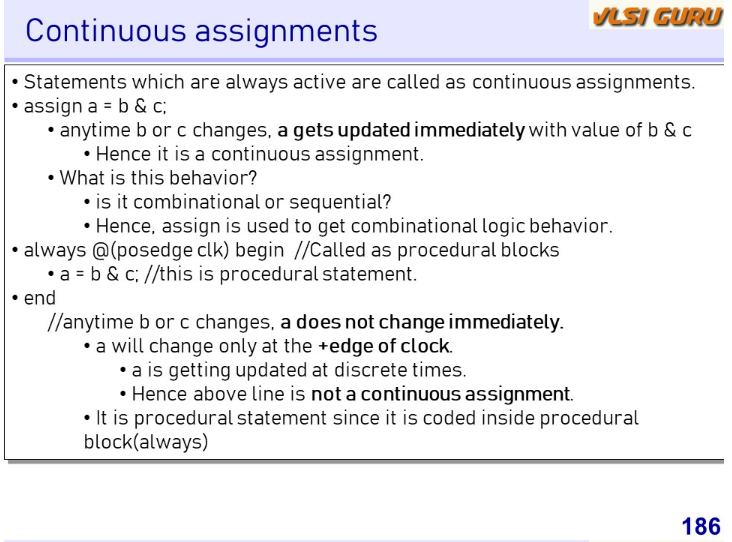 Continuous assignments
VLSI GURU
• Statements which are always active are called as continuous assignments.
• assign a = b & c;
• anytime b or c changes, a gets updated immediately with value of b & c
• Hence it is a continuous assignment.
• What is this behavior?
• is it combinational or sequential?
• Hence, assign is used to get combinational logic behavior.
• always @(posedge clk) begin //Called as procedural blocks
• a = b & c; //this is procedural statement.
• end
//anytime b or c changes, a does not change immediately.
• a will change only at the +edge of clock.
• a is getting updated at discrete times.
• Hence above line is not a continuous assignment.
• It is procedural statement since it is coded inside procedural
block(always)
186